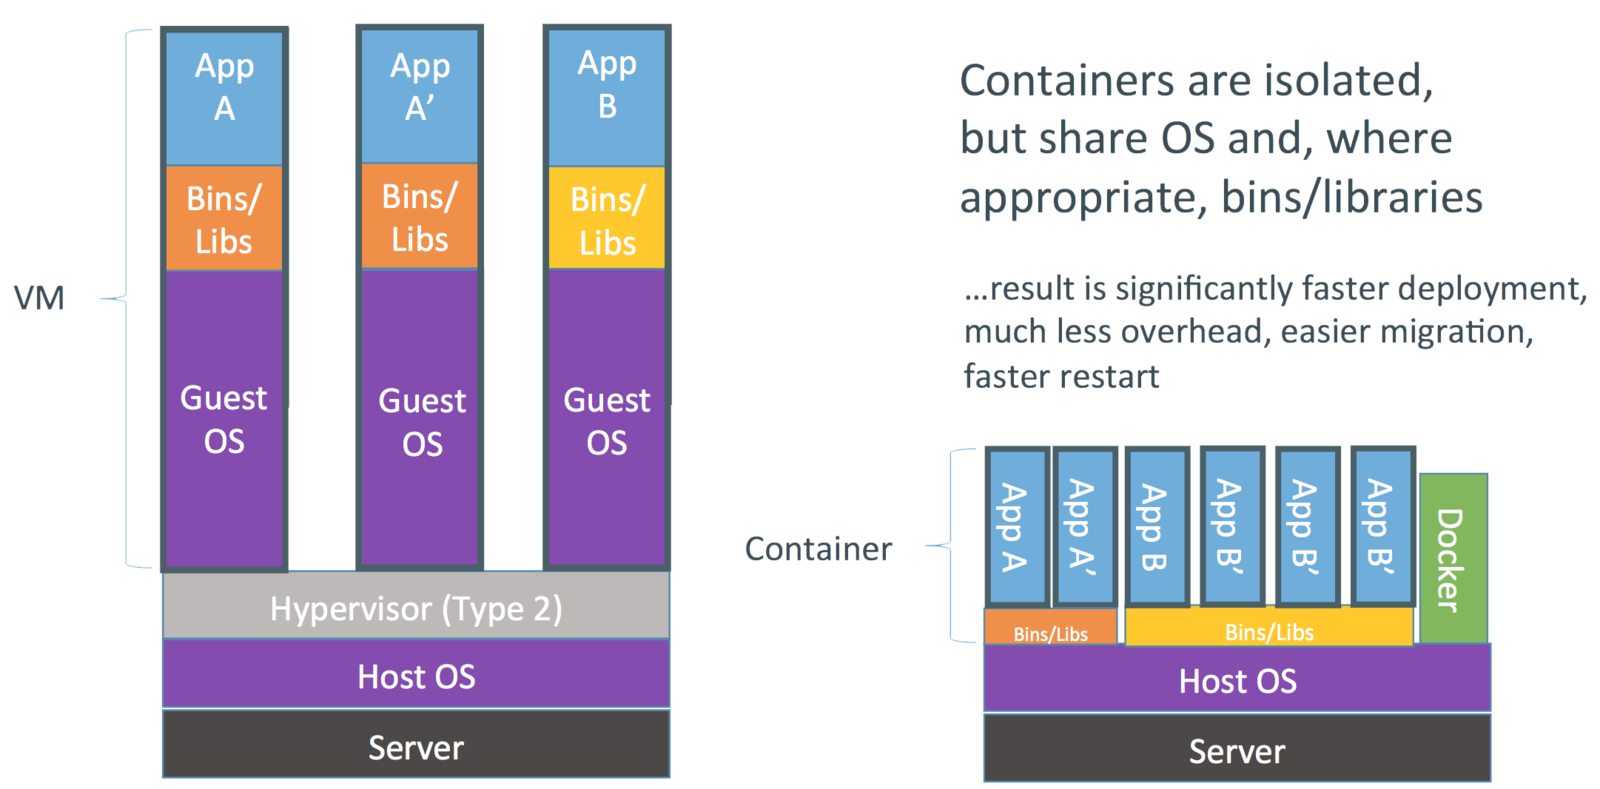 VM
App
A
Bins/
Libs
Guest
OS
App
A’
Bins/
Libs
Guest
OS
App
B
Bins/
Libs
Guest
OS
Hypervisor (Type 2)
Host OS
Server
Containers are isolated,
but share OS and, where
appropriate, bins/libraries
...result is significantly faster deployment,
much less overhead, easier migration,
faster restart
Container
App A
App A’
App B
App B’
App B’
App B’
Docker
Bins/Libs
Bins/Libs
Host OS
Server